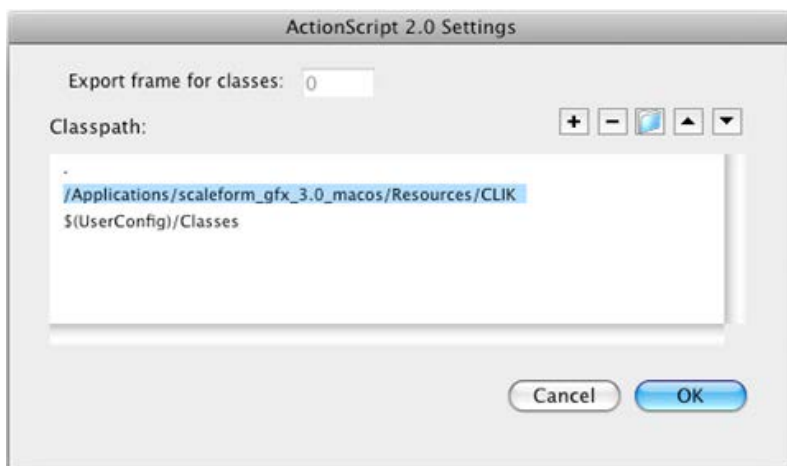 ActionScript 2.0 Settings
Export frame for classes: 0
Classpath:
.
/Applications/scaleform_gfx_3.0_macos/Resources/CLIK
$(UserConfig)/Classes
Cancel OK